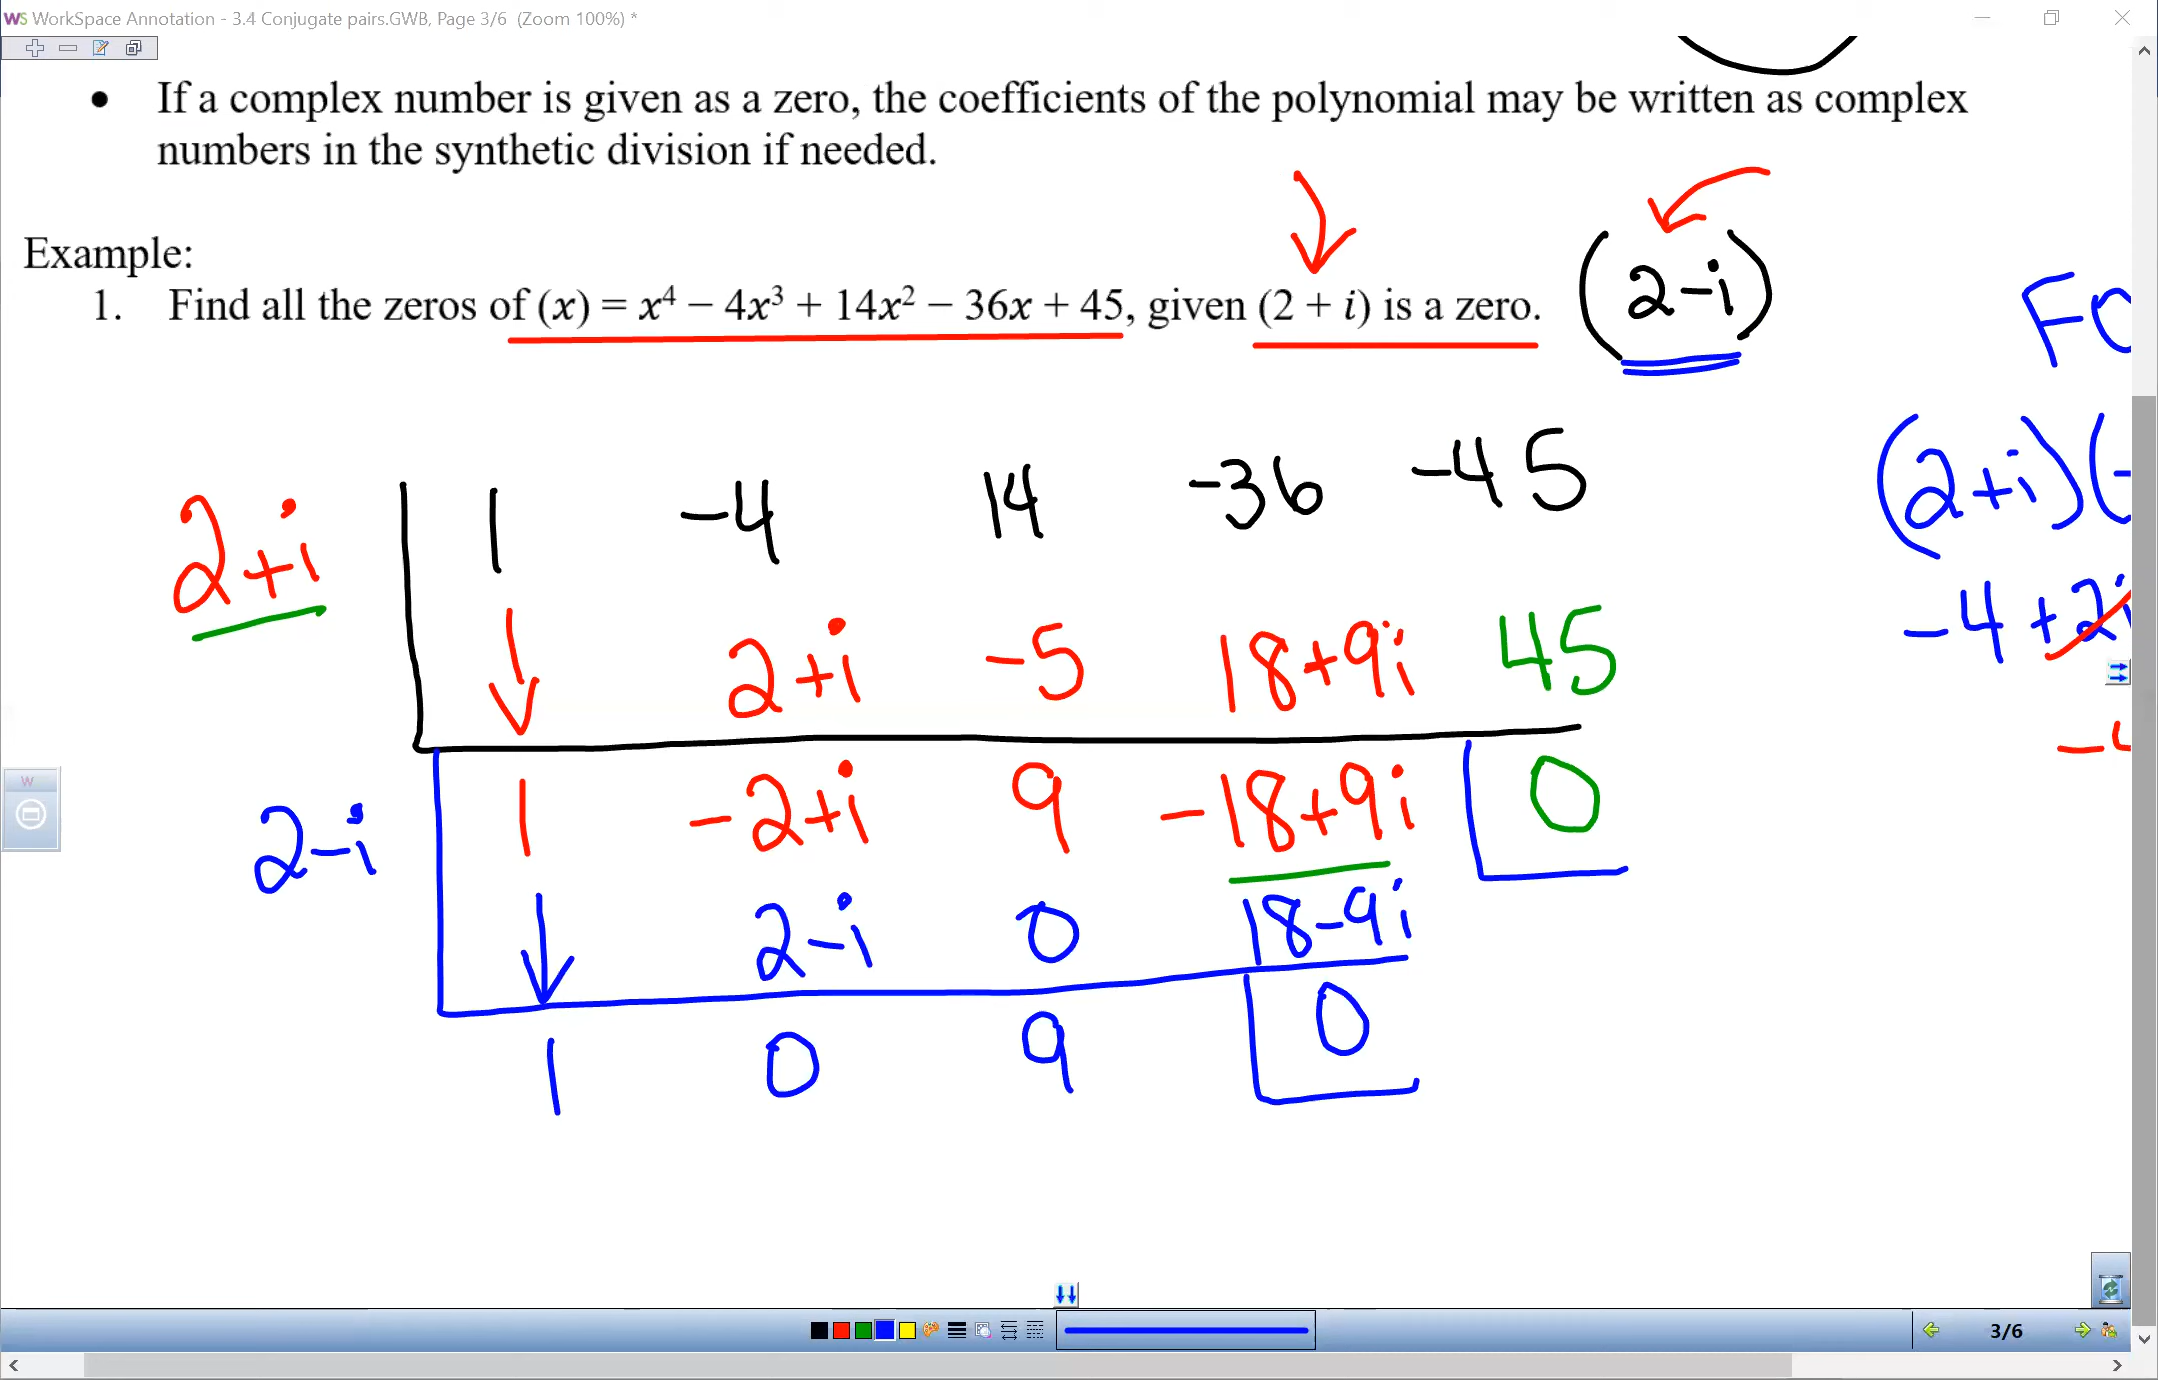 WS WorkSpace Annotation - 3.4 Conjugate pairs.GWB, Page 3/6 (Zoom 100%) *
• If a complex number is given as a zero, the coefficients of the polynomial may be written as complex
numbers in the synthetic division if needed.
Example:
1. Find all the zeros of (x) = x⁴ − 4x³ + 14x² − 36x + 45, given (2 + i) is a zero. (2-i)
FO
2+i 1 -4 14 -36 -45 (2+i)(-
2+i -5 18+9i 45 -4+2i
-4
1 -2+i 9 -18+9i 0
2-i 2-i 0 18-9i
1 0 9 0
3/6